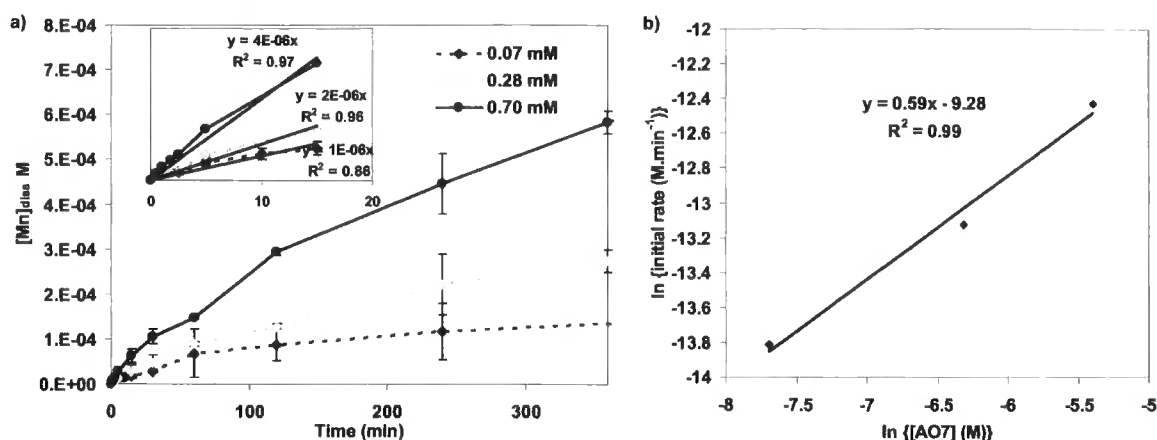 a)
8.E-04
7.E-04
6.E-04
5.E-04
4.E-04
3.E-04
2.E-04
1.E-04
0.E+00
[Mn]diss M
0
100
200
300
Time (min)
y = 4E-06x
R² = 0.97
y = 2E-06x
R² = 0.96
y = 1E-06x
R² = 0.86
0
10
20
0.07 mM
0.28 mM
0.70 mM
b)
-12
-12.2
-12.4
-12.6
-12.8
-13
-13.2
-13.4
-13.6
-13.8
-14
ln {initial rate (M.min⁻¹)}
y = 0.59x - 9.28
R² = 0.99
-8
-7.5
-7
-6.5
-6
-5.5
-5
ln {[AO7] (M)}